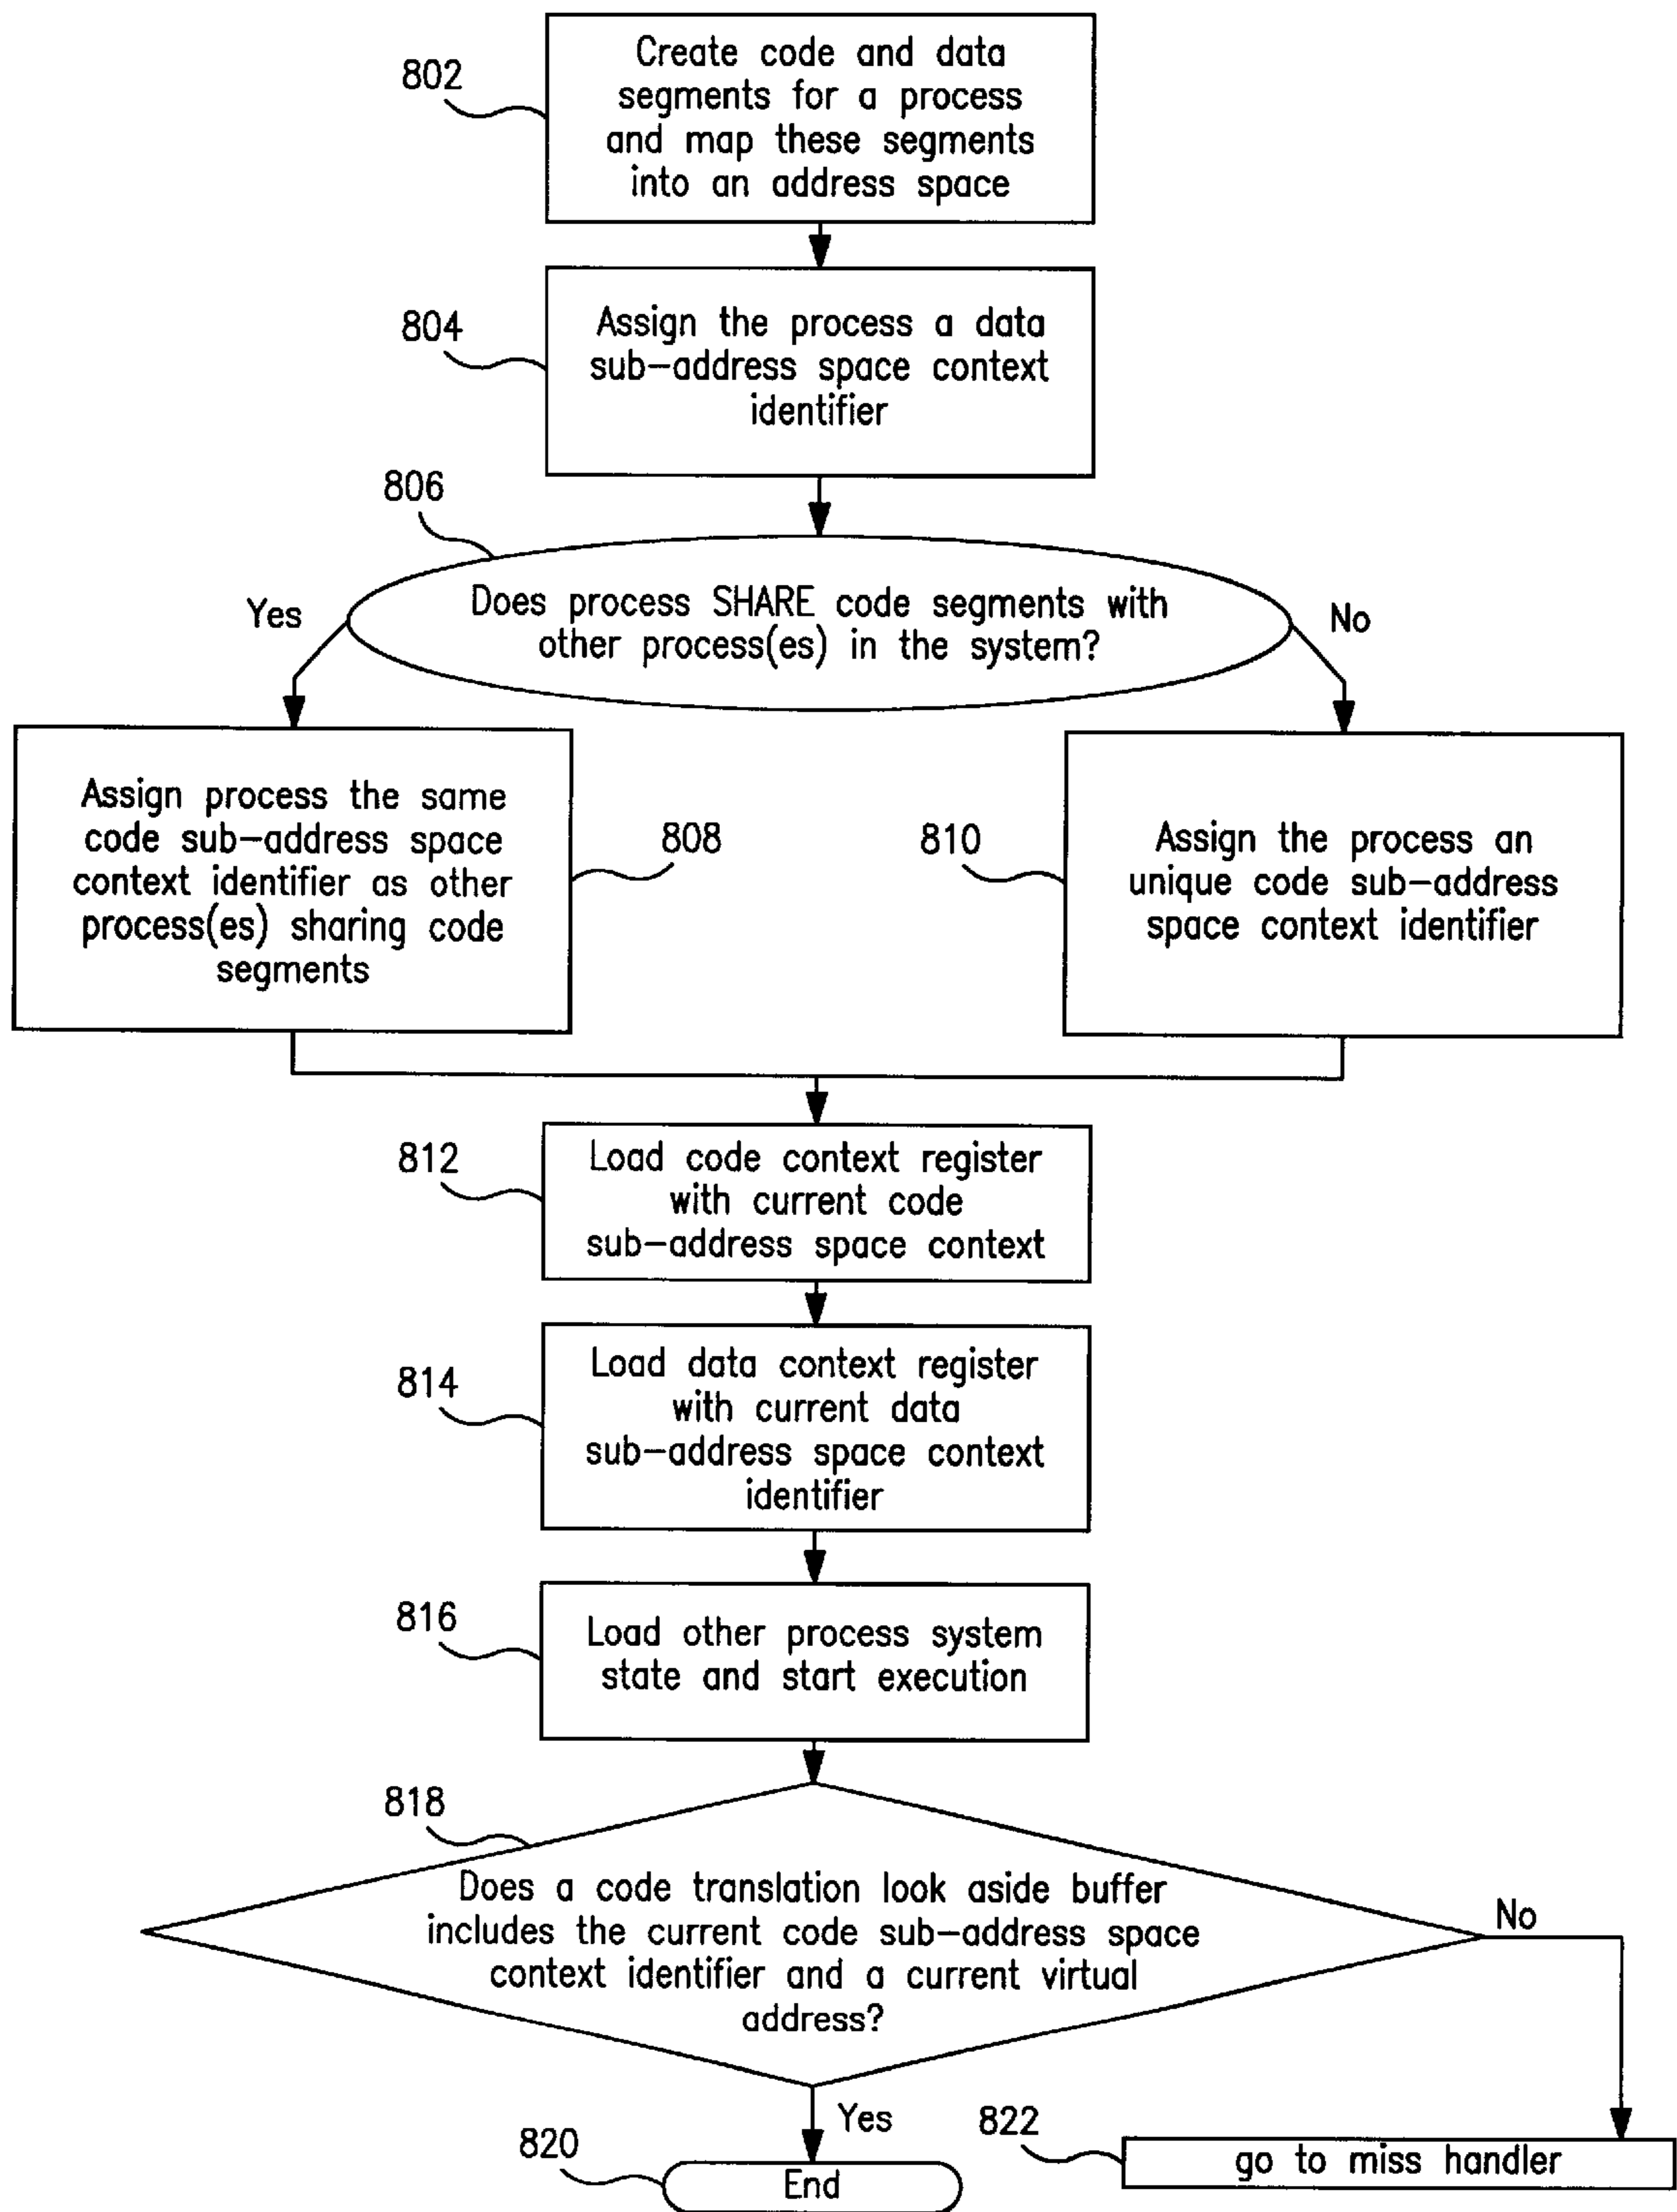 802
Create code and data
segments for a process
and map these segments
into an address space
804
Assign the process a data
sub-address space context
identifier
806
Does process SHARE code segments with
other process(es) in the system?
Yes
No
Assign process the same
code sub-address space
context identifier as other
process(es) sharing code
segments
808
810
Assign the process an
unique code sub-address
space context identifier
812
Load code context register
with current code
sub-address space context
814
Load data context register
with current data
sub-address space context
identifier
816
Load other process system
state and start execution
818
Does a code translation look aside buffer
includes the current code sub-address space
context identifier and a current virtual
address?
No
Yes
820
End
822
go to miss handler